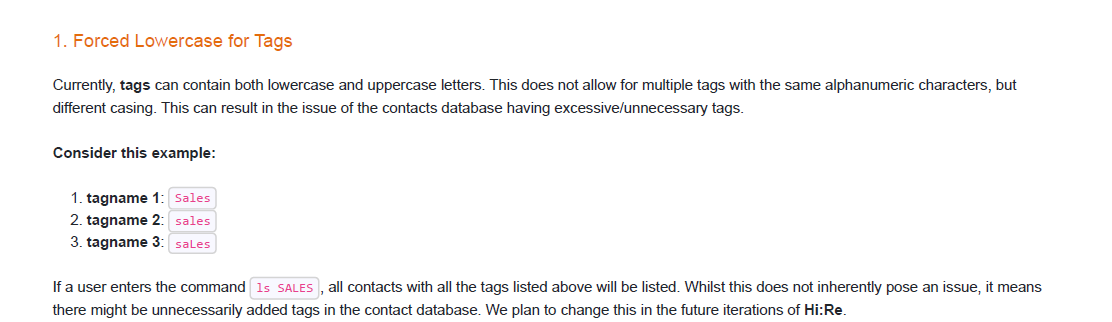 1. Forced Lowercase for Tags
Currently, tags can contain both lowercase and uppercase letters. This does not allow for multiple tags with the same alphanumeric characters, but
different casing. This can result in the issue of the contacts database having excessive/unnecessary tags.
Consider this example:
1. tagname 1: Sales
2. tagname 2: sales
3. tagname 3: saLes
If a user enters the command ls SALES , all contacts with all the tags listed above will be listed. Whilst this does not inherently pose an issue, it means
there might be unnecessarily added tags in the contact database. We plan to change this in the future iterations of Hi:Re.